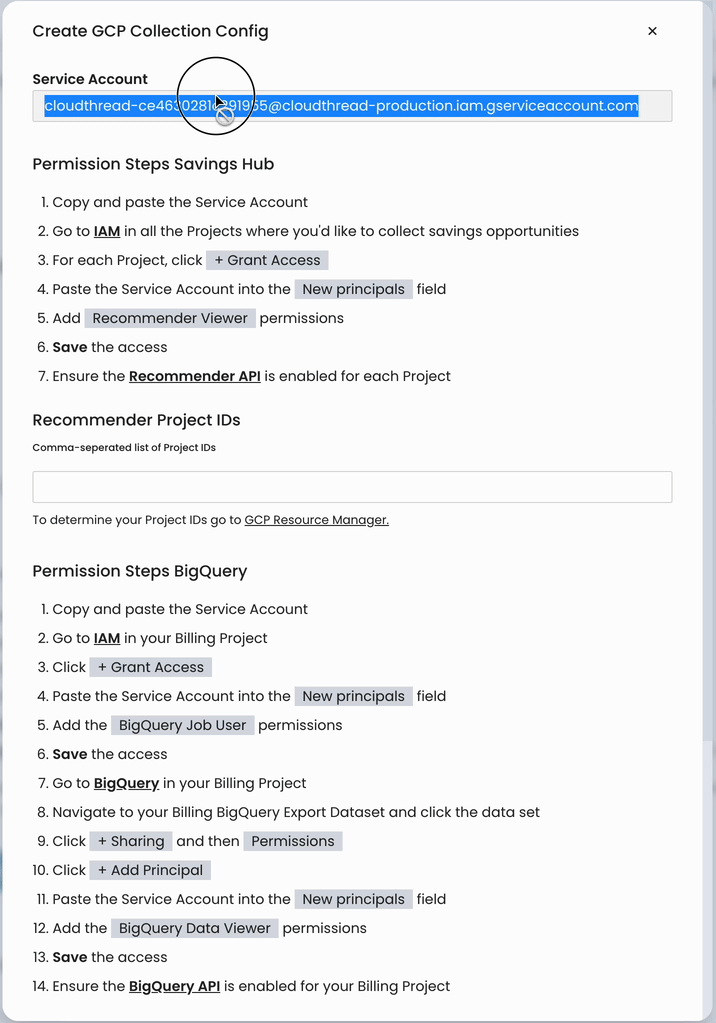 Create GCP Collection Config
Service Account
@cloudthread-production.iam.gserviceaccount.com
Permission Steps Savings Hub
1. Copy and paste the Service Account
2. Go to IAM in all the Projects where you'd like to collect savings opportunities
3. For each Project, click + Grant Access
4. Paste the Service Account into the New principals field
5. Add Recommender Viewer permissions
6. Save the access
7. Ensure the Recommender API is enabled for each Project
Recommender Project IDs
Comma-seperated list of Project IDs
To determine your Project IDs go to GCP Resource Manager.
Permission Steps BigQuery
1. Copy and paste the Service Account
2. Go to IAM in your Billing Project
3. Click + Grant Access
4. Paste the Service Account into the New principals field
5. Add the BigQuery Job User permissions
6. Save the access
7. Go to BigQuery in your Billing Project
8. Navigate to your Billing BigQuery Export Dataset and click the data set
9. Click + Sharing and then Permissions
10. Click + Add Principal
11. Paste the Service Account into the New principals field
12. Add the BigQuery Data Viewer permissions
13. Save the access
14. Ensure the BigQuery API is enabled for your Billing Project